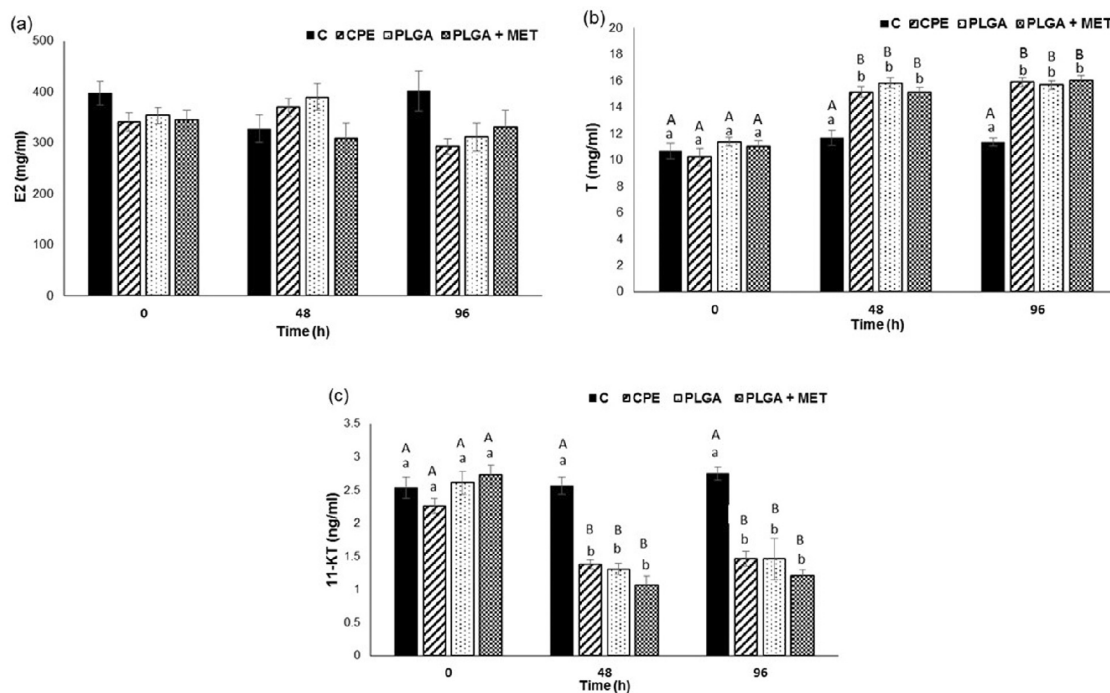 (a)
C CPE PLGA PLGA + MET
500
400
300
200
100
0
E2 (mg/ml)
0 48 96
Time (h)
(b)
C CPE PLGA PLGA + MET
20
18
16
14
12
10
8
6
4
2
0
T (mg/ml)
A A A A B B B B B B
a a a a b b b b b b
A A
a a
0 48 96
Time (h)
(c)
C CPE PLGA PLGA + MET
3.5
3
2.5
2
1.5
1
0.5
0
11-KT (ng/ml)
A A A A A A
a a a a a a
B B B B B B
b b b b b b
0 48 96
Time (h)